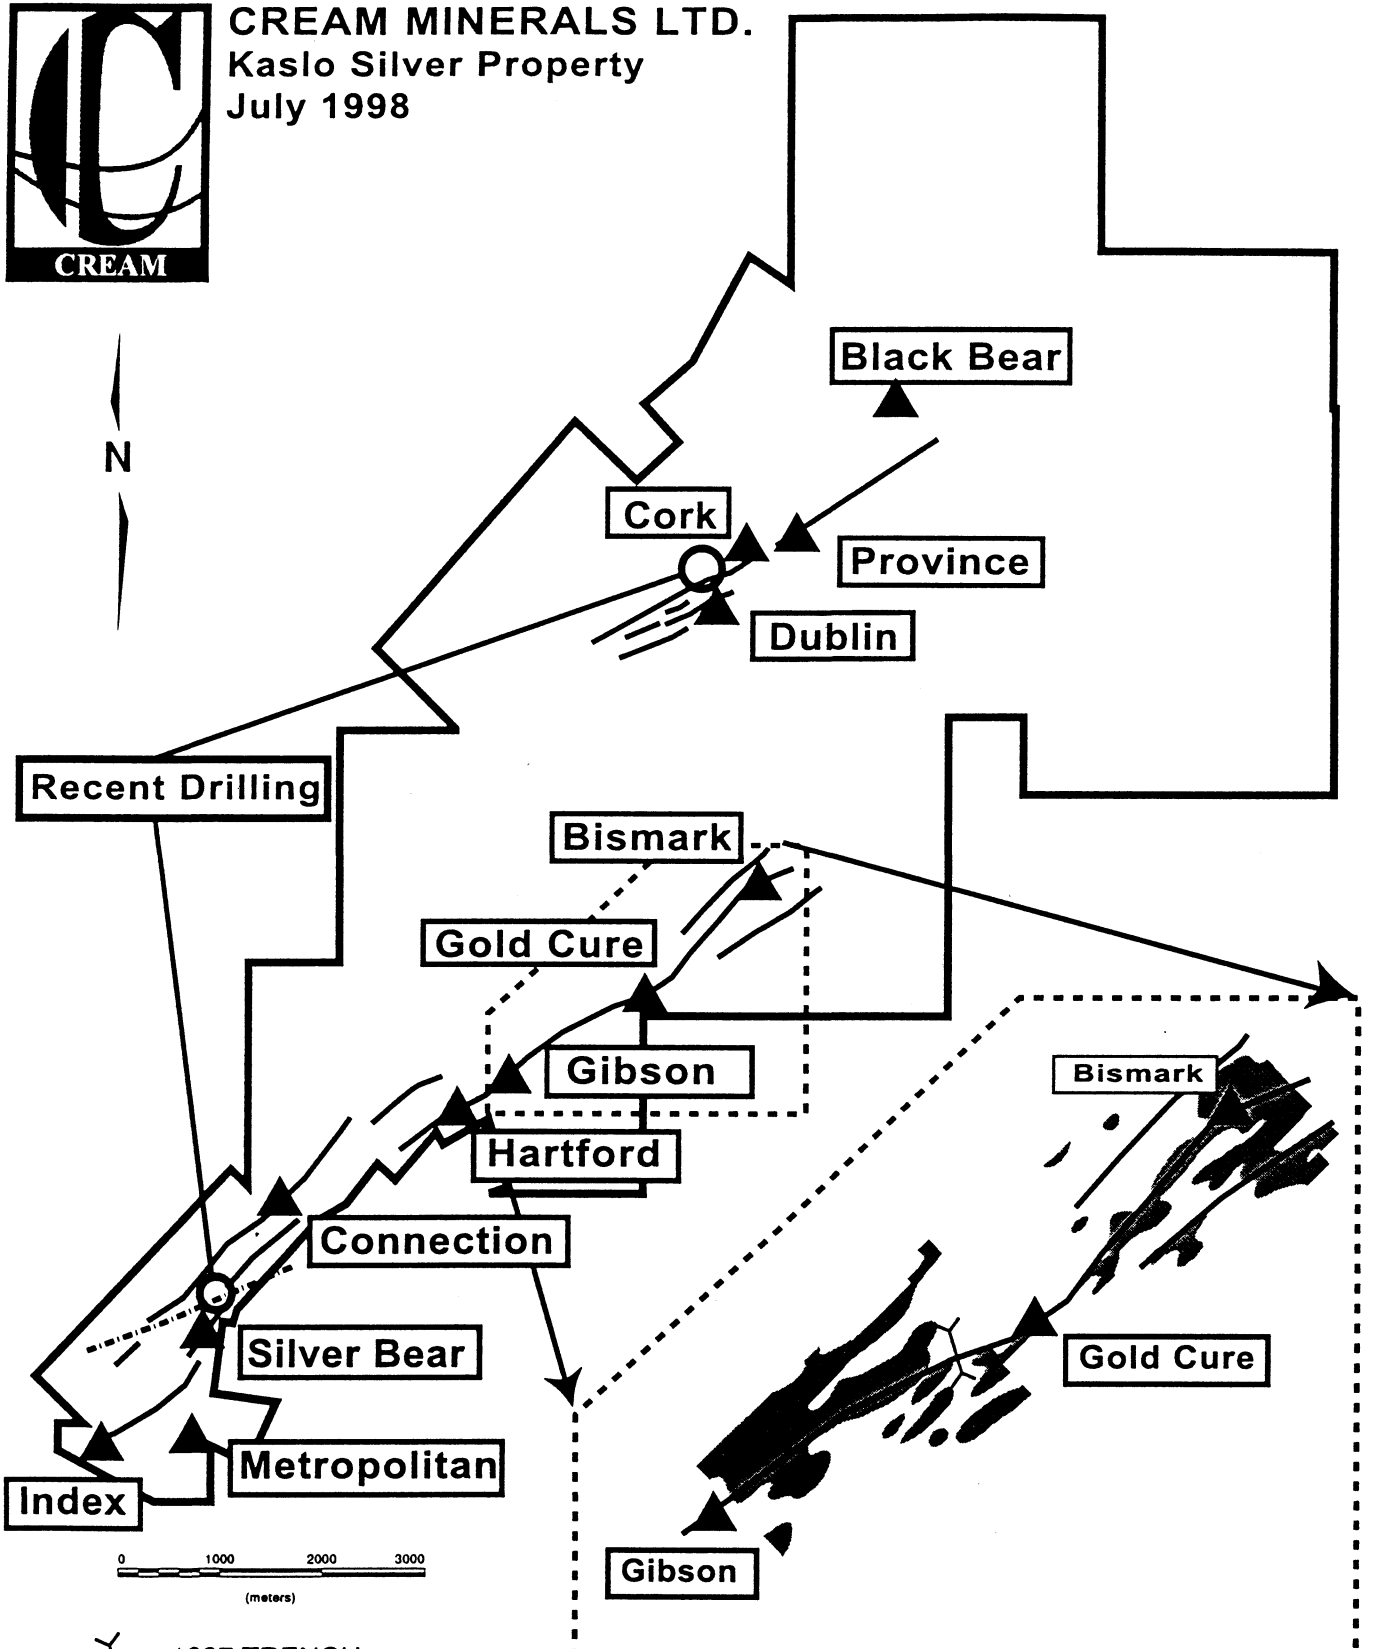 CREAM MINERALS LTD.
Kaslo Silver Property
July 1998
CREAM
N
Black Bear
Cork
Province
Dublin
Recent Drilling
Bismark
Gold Cure
Gibson
Hartford
Connection
Silver Bear
Metropolitan
Index
Bismark
Gold Cure
Gibson
0 1000 2000 3000
(meters)